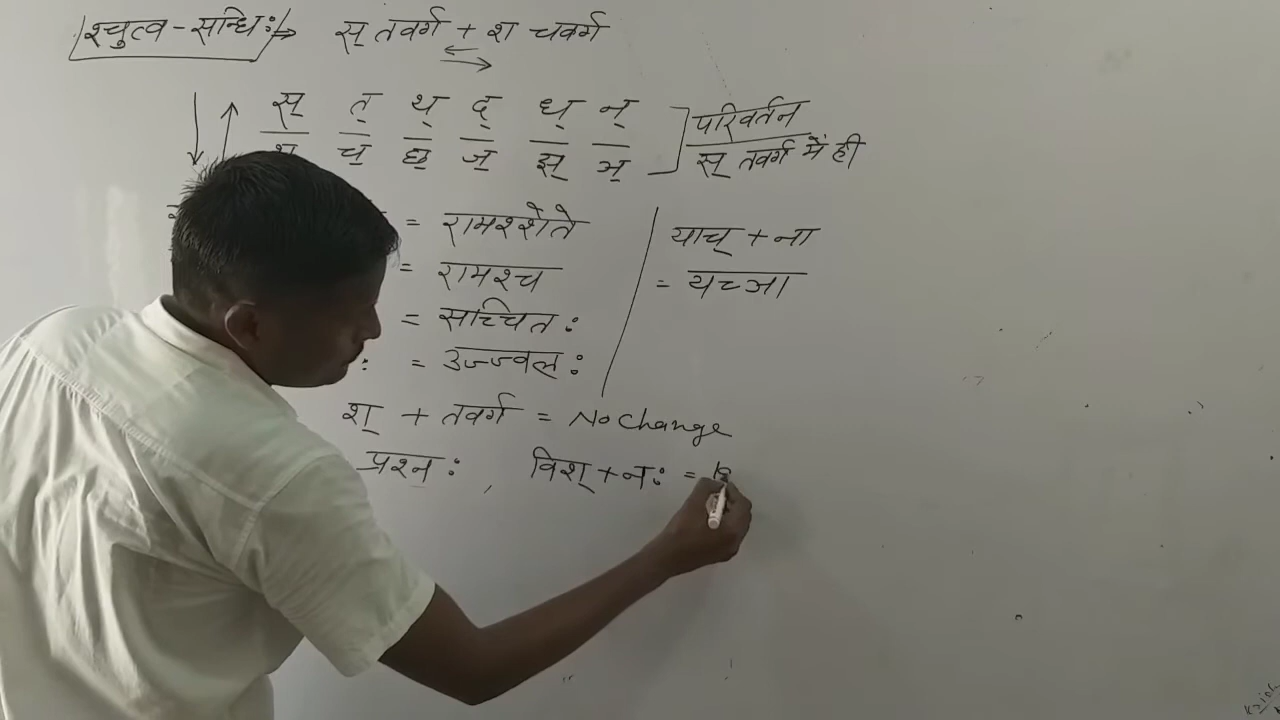 श्चुत्व-सन्धिः → स् तवर्ग + श चवर्ग
स् त् थ् द् ध् न्
च् छ् ज् झ् ञ्
परिवर्तन
स् तवर्ग में ही
= रामश्शेते
= रामश्च
= सच्चितः
= उज्ज्वलः
याच् + ना
= यच्ञा
श् + तवर्ग = No Change
प्रश्नः , विश् + नः =